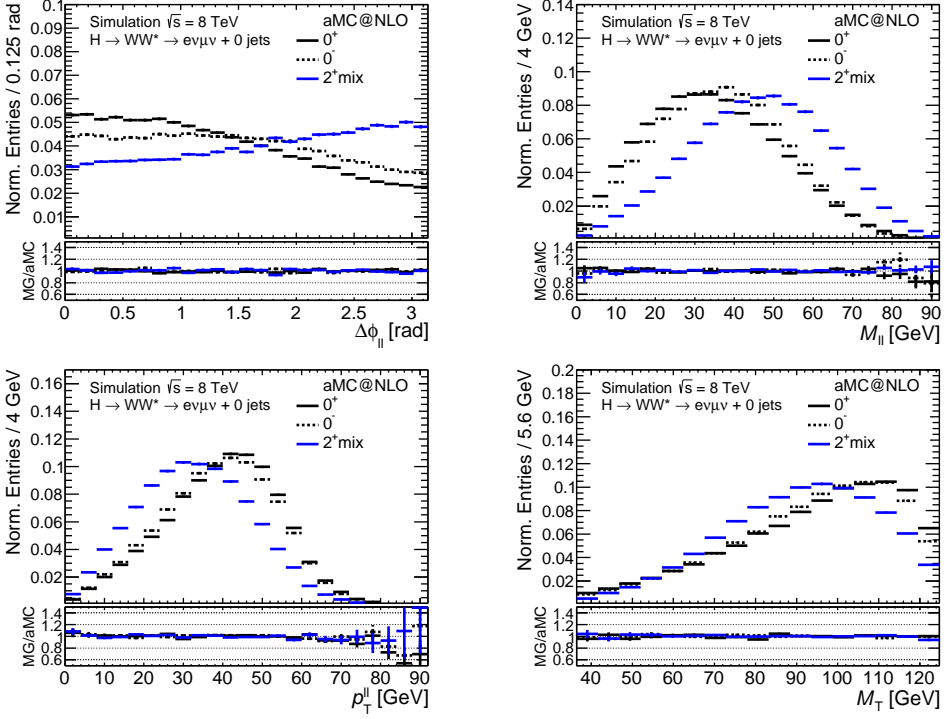 Simulation √s = 8 TeV aMC@NLO
H → WW* → eνμν + 0 jets
0⁺
0⁻
2⁺mix
Norm. Entries / 0.125 rad
0.1
0.09
0.08
0.07
0.06
0.05
0.04
0.03
0.02
0.01
MG/aMC
1.4
1.2
1
0.8
0.6
0 0.5 1 1.5 2 2.5 3
Δϕ_ll [rad]
Simulation √s = 8 TeV aMC@NLO
H → WW* → eνμν + 0 jets
0⁺
0⁻
2⁺mix
Norm. Entries / 4 GeV
0.14
0.12
0.1
0.08
0.06
0.04
0.02
MG/aMC
1.4
1.2
1
0.8
0.6
0 10 20 30 40 50 60 70 80 90
M_ll [GeV]
Simulation √s = 8 TeV aMC@NLO
H → WW* → eνμν + 0 jets
0⁺
0⁻
2⁺mix
Norm. Entries / 4 GeV
0.16
0.14
0.12
0.1
0.08
0.06
0.04
0.02
MG/aMC
1.4
1.2
1
0.8
0.6
0 10 20 30 40 50 60 70 80 90
p_T^ll [GeV]
Simulation √s = 8 TeV aMC@NLO
H → WW* → eνμν + 0 jets
0⁺
0⁻
2⁺mix
Norm. Entries / 5.6 GeV
0.2
0.18
0.16
0.14
0.12
0.1
0.08
0.06
0.04
0.02
MG/aMC
1.4
1.2
1
0.8
0.6
40 50 60 70 80 90 100 110 120
M_T [GeV]